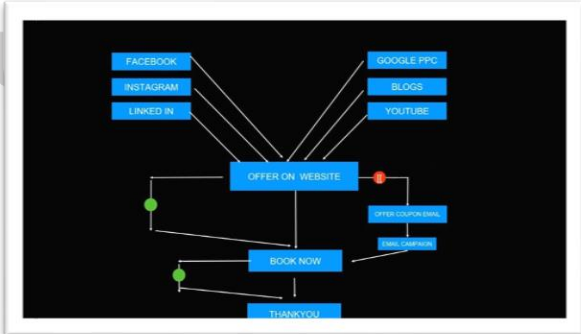 FACEBOOK
INSTAGRAM
LINKED IN
GOOGLE PPC
BLOGS
YOUTUBE
OFFER ON WEBSITE
OFFER COUPON EMAIL
EMAIL CAMPAIGN
BOOK NOW
THANKYOU